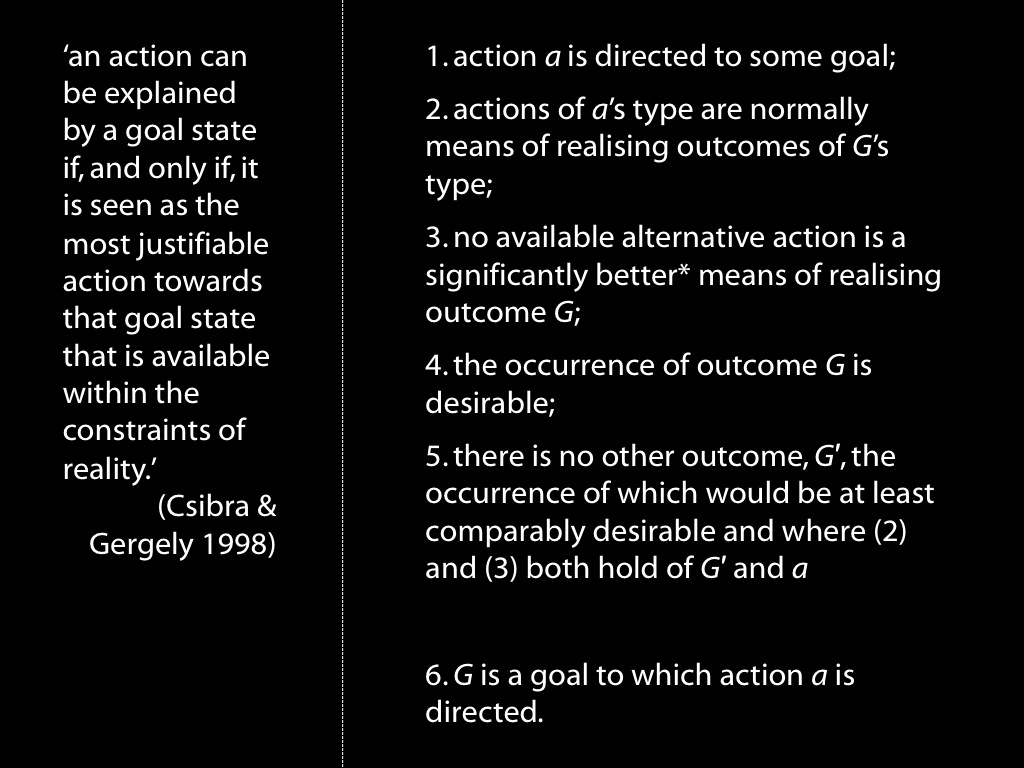 ‘an action can
be explained
by a goal state
if, and only if, it
is seen as the
most justifiable
action towards
that goal state
that is available
within the
constraints of
reality.’
(Csibra &
Gergely 1998)
1. action a is directed to some goal;
2. actions of a’s type are normally
means of realising outcomes of G’s
type;
3. no available alternative action is a
significantly better* means of realising
outcome G;
4. the occurrence of outcome G is
desirable;
5. there is no other outcome, G′, the
occurrence of which would be at least
comparably desirable and where (2)
and (3) both hold of G′ and a
6. G is a goal to which action a is
directed.